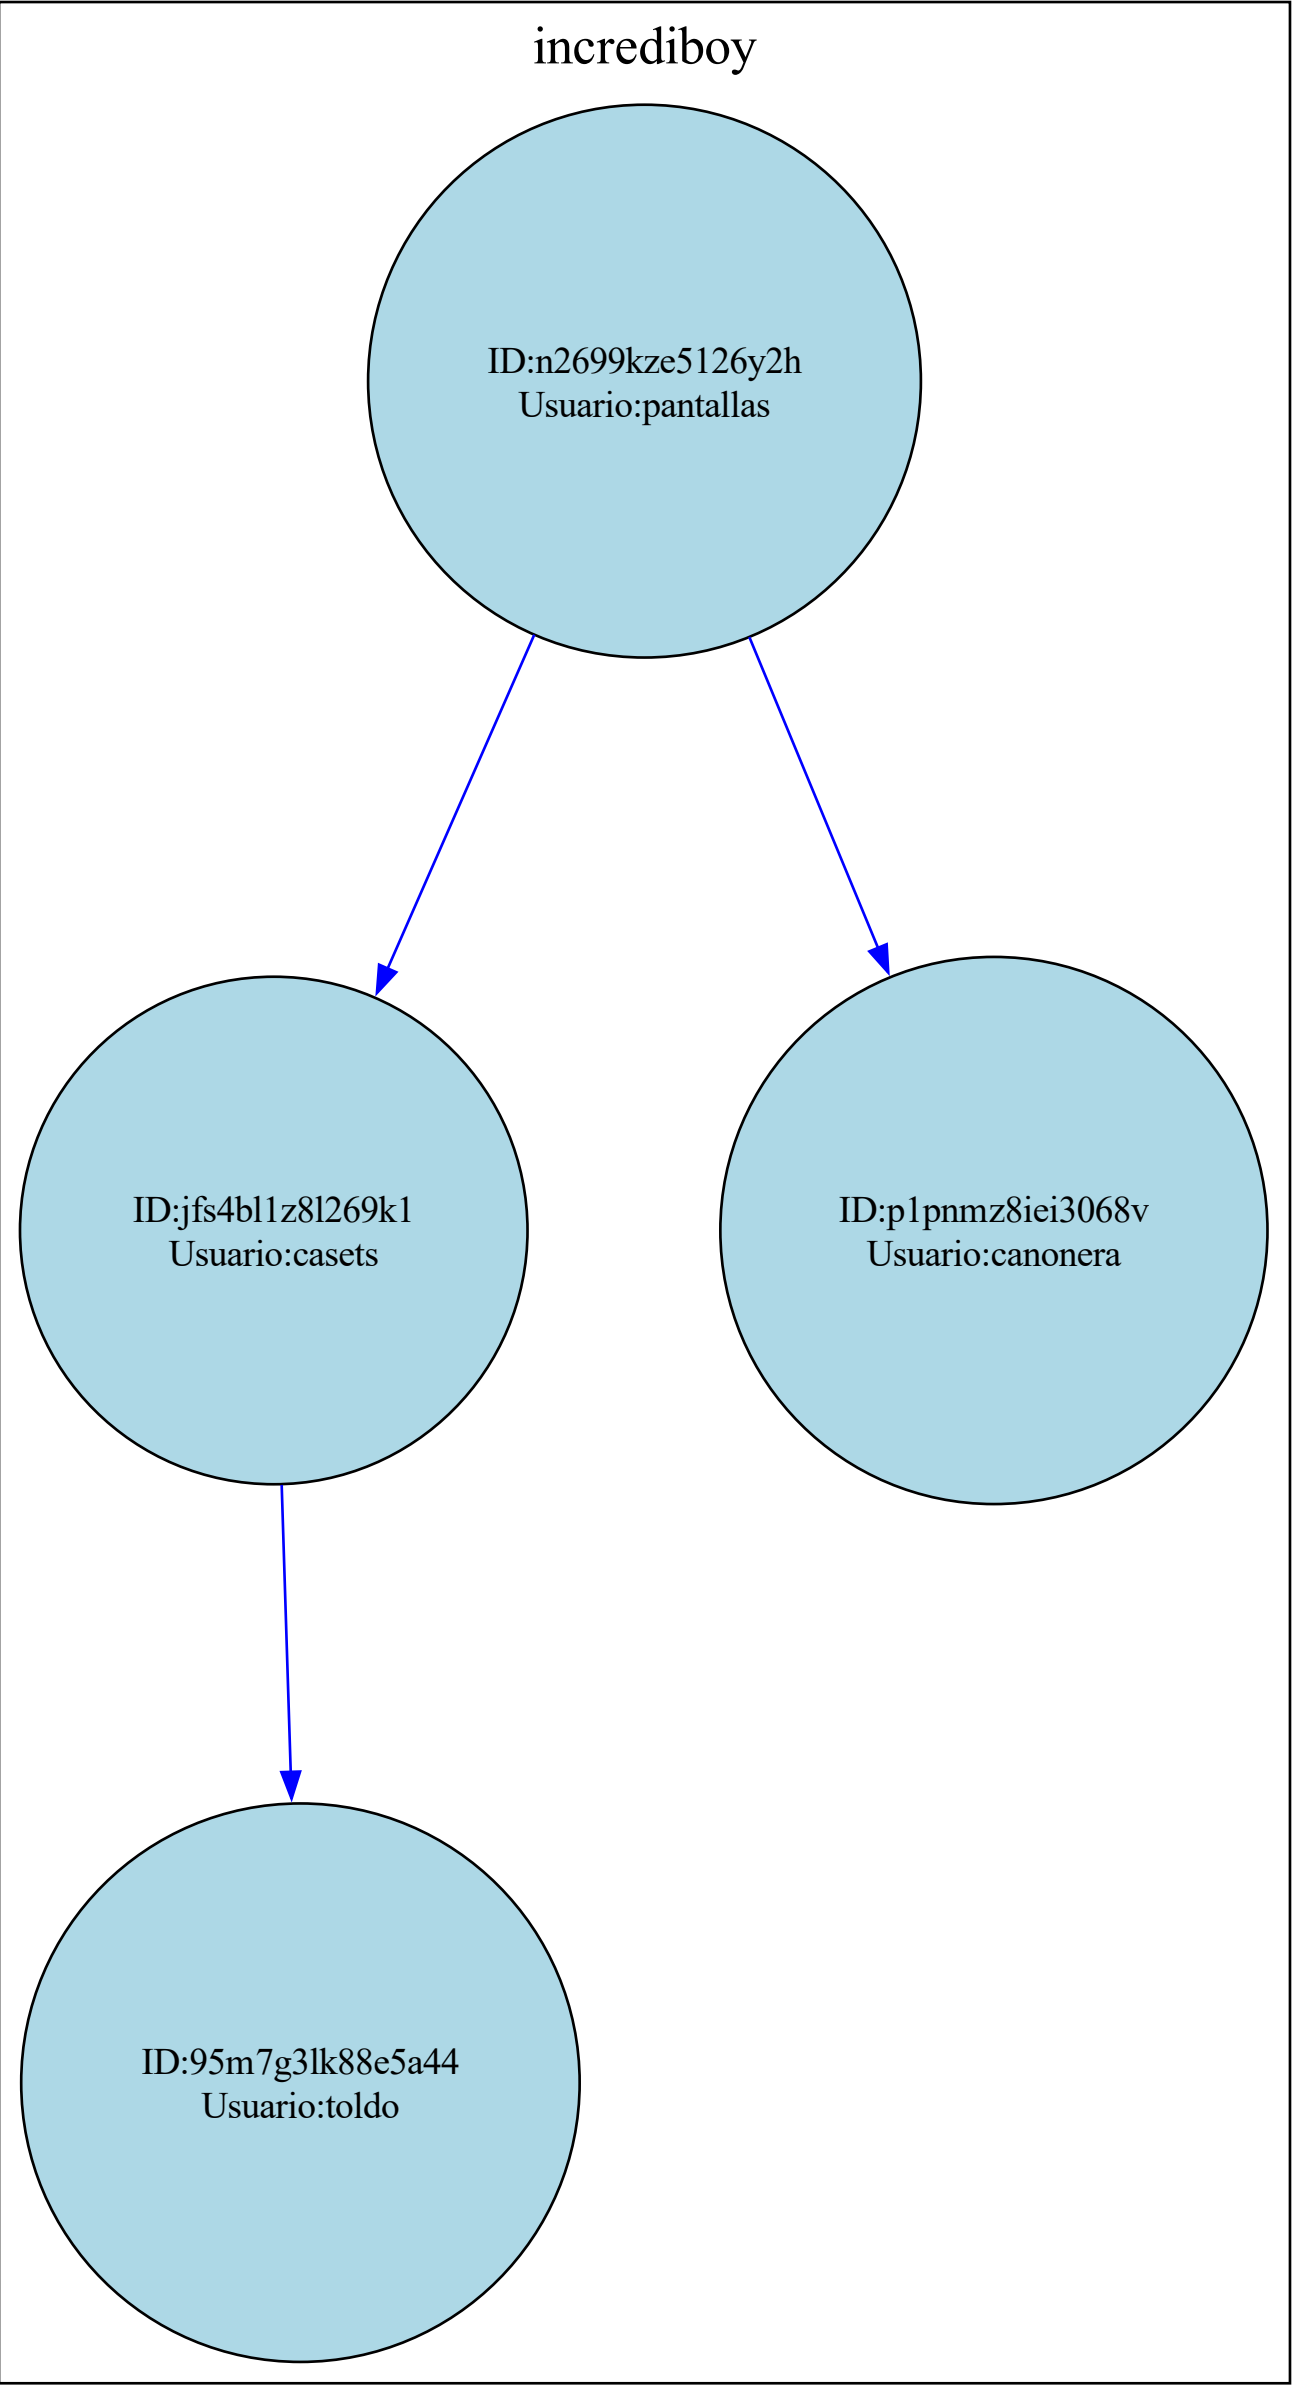 incrediboy
ID:n2699kze5126y2h
Usuario:pantallas
ID:jfs4bl1z8l269k1
Usuario:casets
ID:p1pnmz8iei3068v
Usuario:canonera
ID:95m7g3lk88e5a44
Usuario:toldo